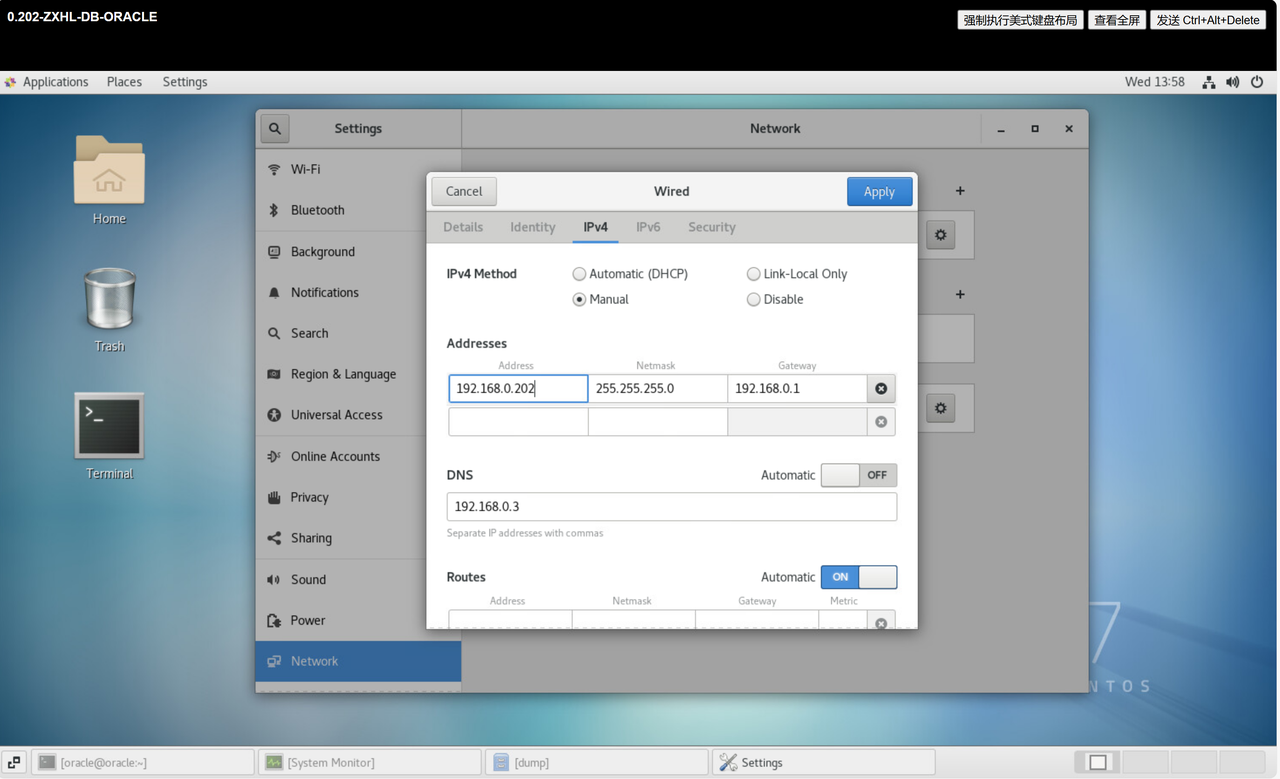 0.202-ZXHL-DB-ORACLE
强制执行美式键盘布局 查看全屏 发送 Ctrl+Alt+Delete
Applications Places Settings Wed 13:58
Settings Network
Home
Trash
Terminal
Wi-Fi
Bluetooth
Background
Notifications
Search
Region & Language
Universal Access
Online Accounts
Privacy
Sharing
Sound
Power
Network
Cancel Wired Apply
Details Identity IPv4 IPv6 Security
IPv4 Method Automatic (DHCP) Link-Local Only
Manual Disable
Addresses
Address Netmask Gateway
192.168.0.202 255.255.255.0 192.168.0.1
DNS Automatic OFF
192.168.0.3
Separate IP addresses with commas
Routes Automatic ON
Address Netmask Gateway Metric
7
NTOS
[oracle@oracle:~] [System Monitor] [dump] Settings